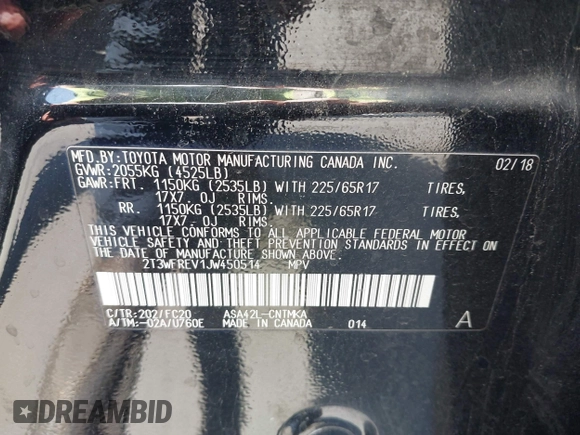 MFD.BY:TOYOTA MOTOR MANUFACTURING CANADA INC. 02/18
GVWR:2055KG (4525LB)
GAWR:FRT. 1150KG (2535LB) WITH 225/65R17 TIRES,
17X7.0J RIMS.
RR. 1150KG (2535LB) WITH 225/65R17 TIRES,
17X7.0J RIMS.
THIS VEHICLE CONFORMS TO ALL APPLICABLE FEDERAL MOTOR
VEHICLE SAFETY AND THEFT PREVENTION STANDARDS IN EFFECT ON
THE DATE OF MANUFACTURE SHOWN ABOVE.
2T3WFREV1JW450514 MPV
C/TR:202/FC20 ASA42L-CNTMKA
A/TM:-02A/U760E MADE IN CANADA 014 A
DREAMBID